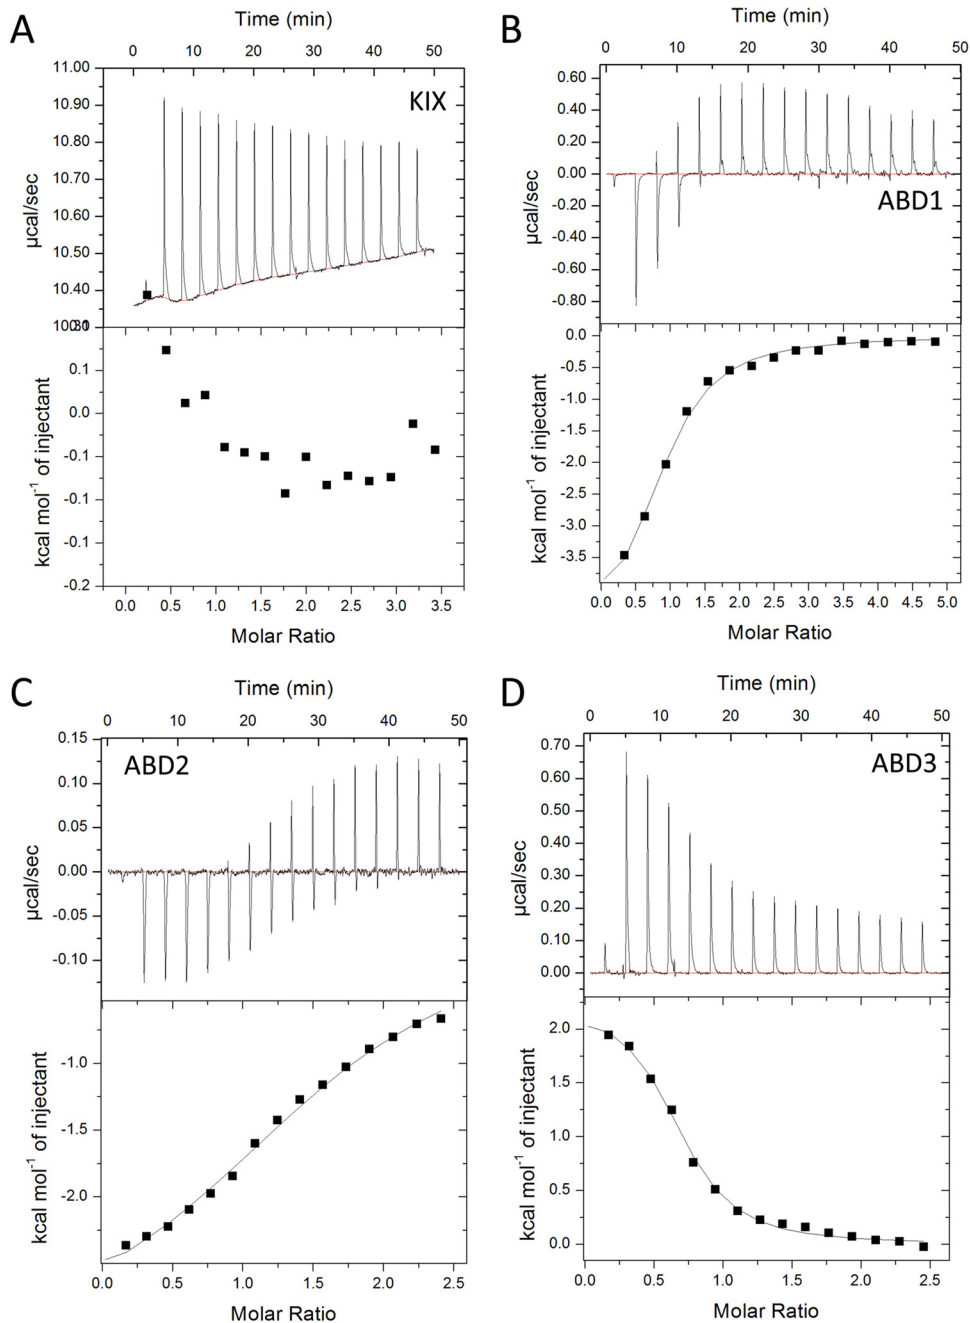 A
Time (min)
0 10 20 30 40 50
11.00
10.90
10.80
10.70
10.60
10.50
10.40
µcal/sec
KIX
0.1
0.0
-0.1
-0.1
-0.1
-0.2
kcal mol-1 of injectant
0.0 0.5 1.0 1.5 2.0 2.5 3.0 3.5
Molar Ratio
B
Time (min)
0 10 20 30 40 50
0.60
0.40
0.20
0.00
-0.20
-0.40
-0.60
-0.80
µcal/sec
ABD1
0.0
-0.5
-1.0
-1.5
-2.0
-2.5
-3.0
-3.5
kcal mol-1 of injectant
0.0 0.5 1.0 1.5 2.0 2.5 3.0 3.5 4.0 4.5 5.0
Molar Ratio
C
Time (min)
0 10 20 30 40 50
0.15
0.10
0.05
0.00
-0.05
-0.10
µcal/sec
ABD2
-1.0
-1.5
-2.0
kcal mol-1 of injectant
0.0 0.5 1.0 1.5 2.0 2.5
Molar Ratio
D
Time (min)
0 10 20 30 40 50
0.70
0.60
0.50
0.40
0.30
0.20
0.10
0.00
µcal/sec
ABD3
2.0
1.5
1.0
0.5
0.0
kcal mol-1 of injectant
0.0 0.5 1.0 1.5 2.0 2.5
Molar Ratio